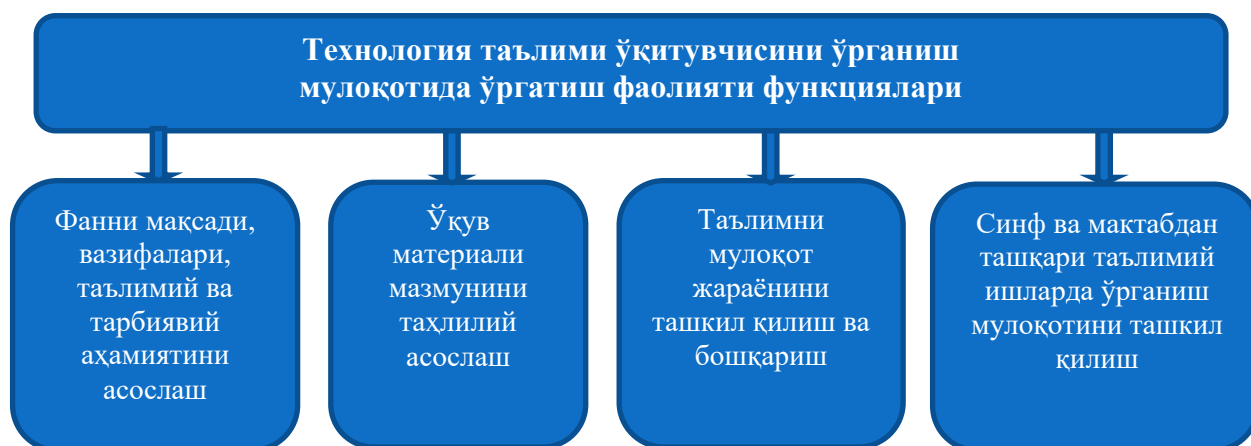 Технология таълими ўқитувчисини ўрганиш
мулоқотида ўргатиш фаолияти функциялари
Фанни мақсади,
вазифалари,
таълимий ва
тарбиявий
аҳамиятини
асослаш
Ўқув
материали
мазмунини
таҳлилий
асослаш
Таълимни
мулоқот
жараёнини
ташкил қилиш ва
бошқариш
Синф ва мактабдан
ташқари таълимий
ишларда ўрганиш
мулоқотини ташкил
қилиш